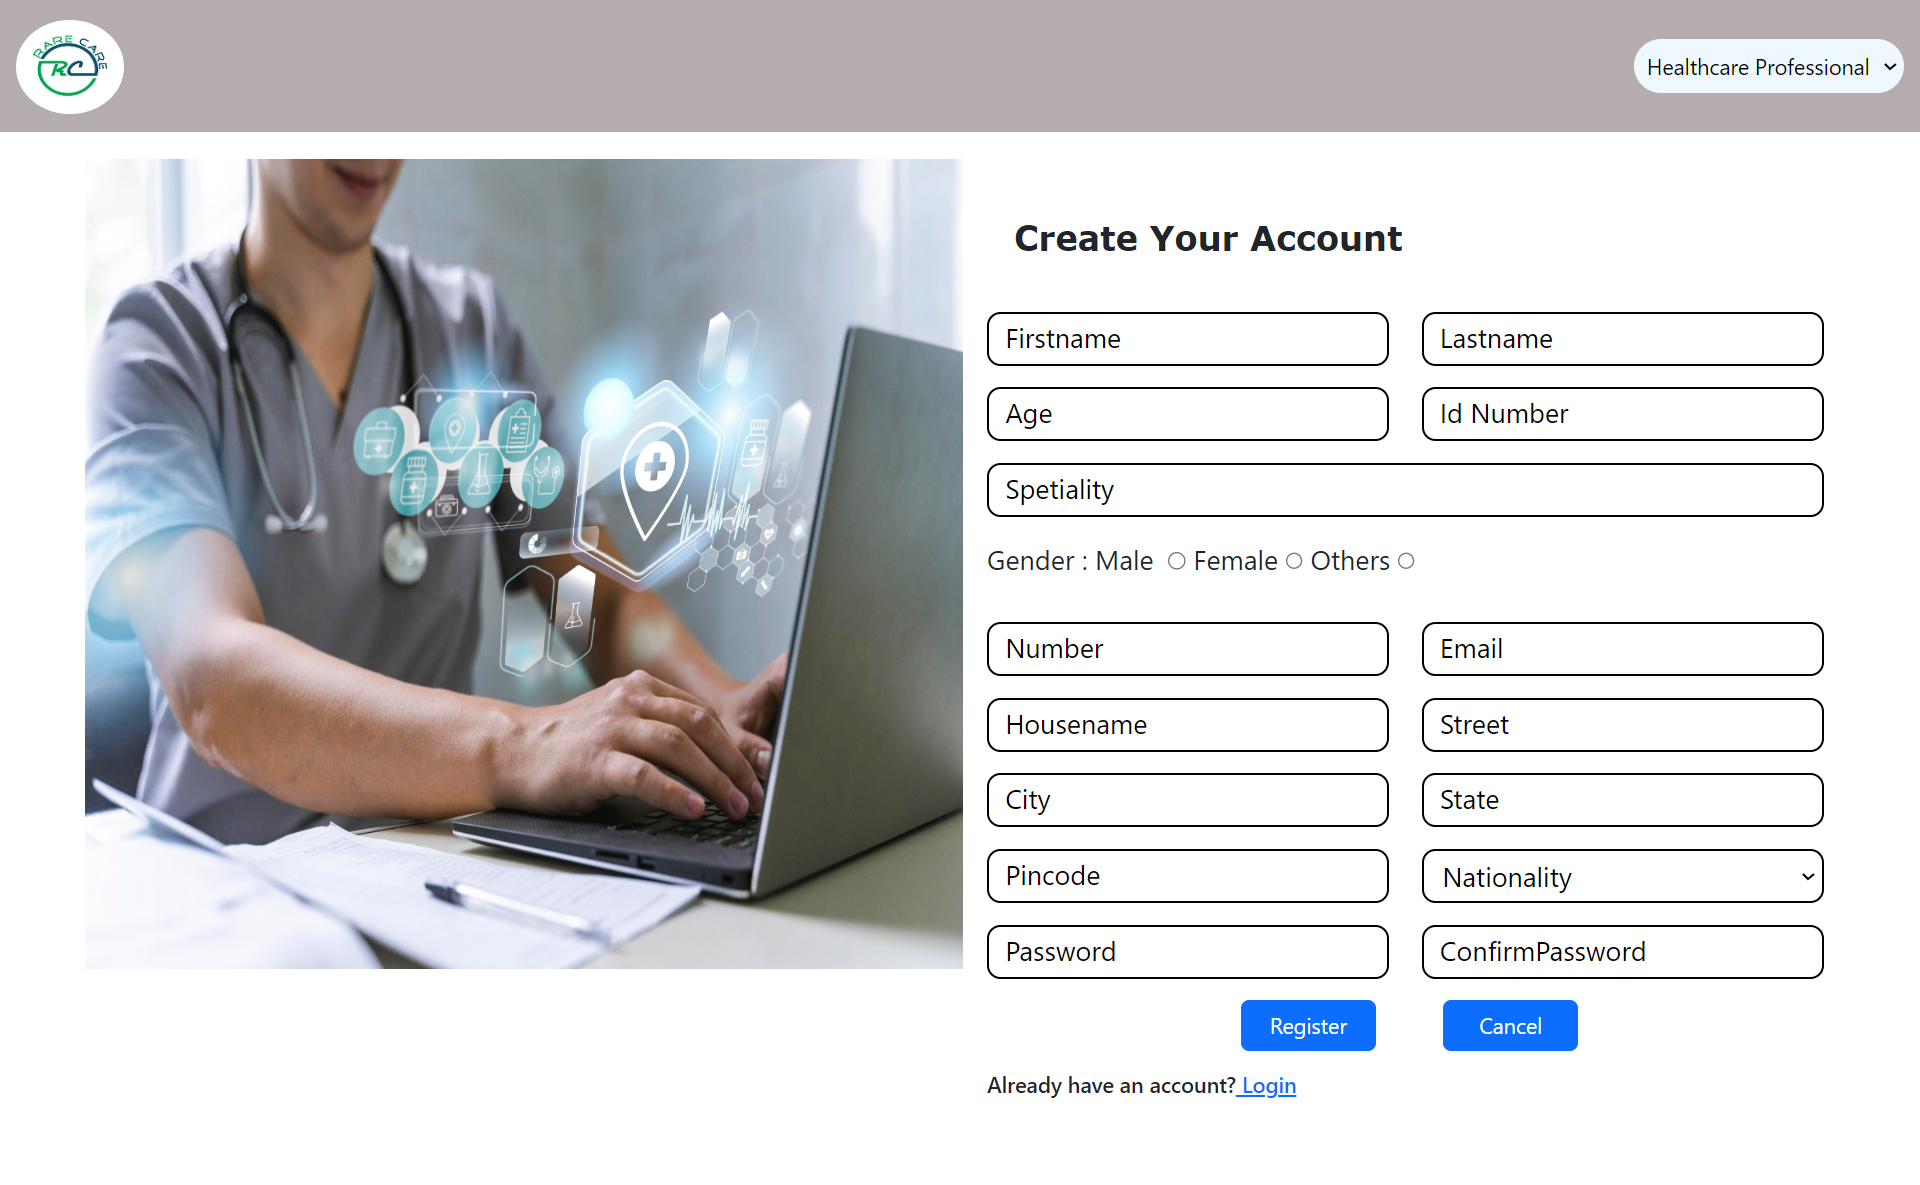 RARE CARE
RC
Healthcare Professional
Create Your Account
Firstname
Lastname
Age
Id Number
Spetiality
Gender : Male Female Others
Number
Email
Housename
Street
City
State
Pincode
Nationality
Password
ConfirmPassword
Register
Cancel
Already have an account? Login